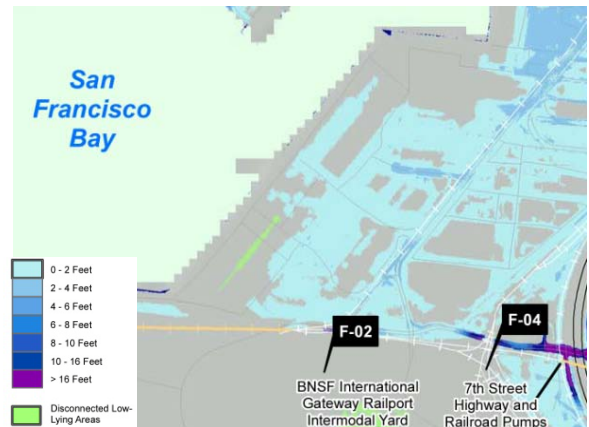 San
Francisco
Bay
0 - 2 Feet
2 - 4 Feet
4 - 6 Feet
6 - 8 Feet
8 - 10 Feet
10 - 16 Feet
> 16 Feet
Disconnected Low-
Lying Areas
F-02
BNSF International
Gateway Railport
Intermodal Yard
F-04
7th Street
Highway and
Railroad Pumps